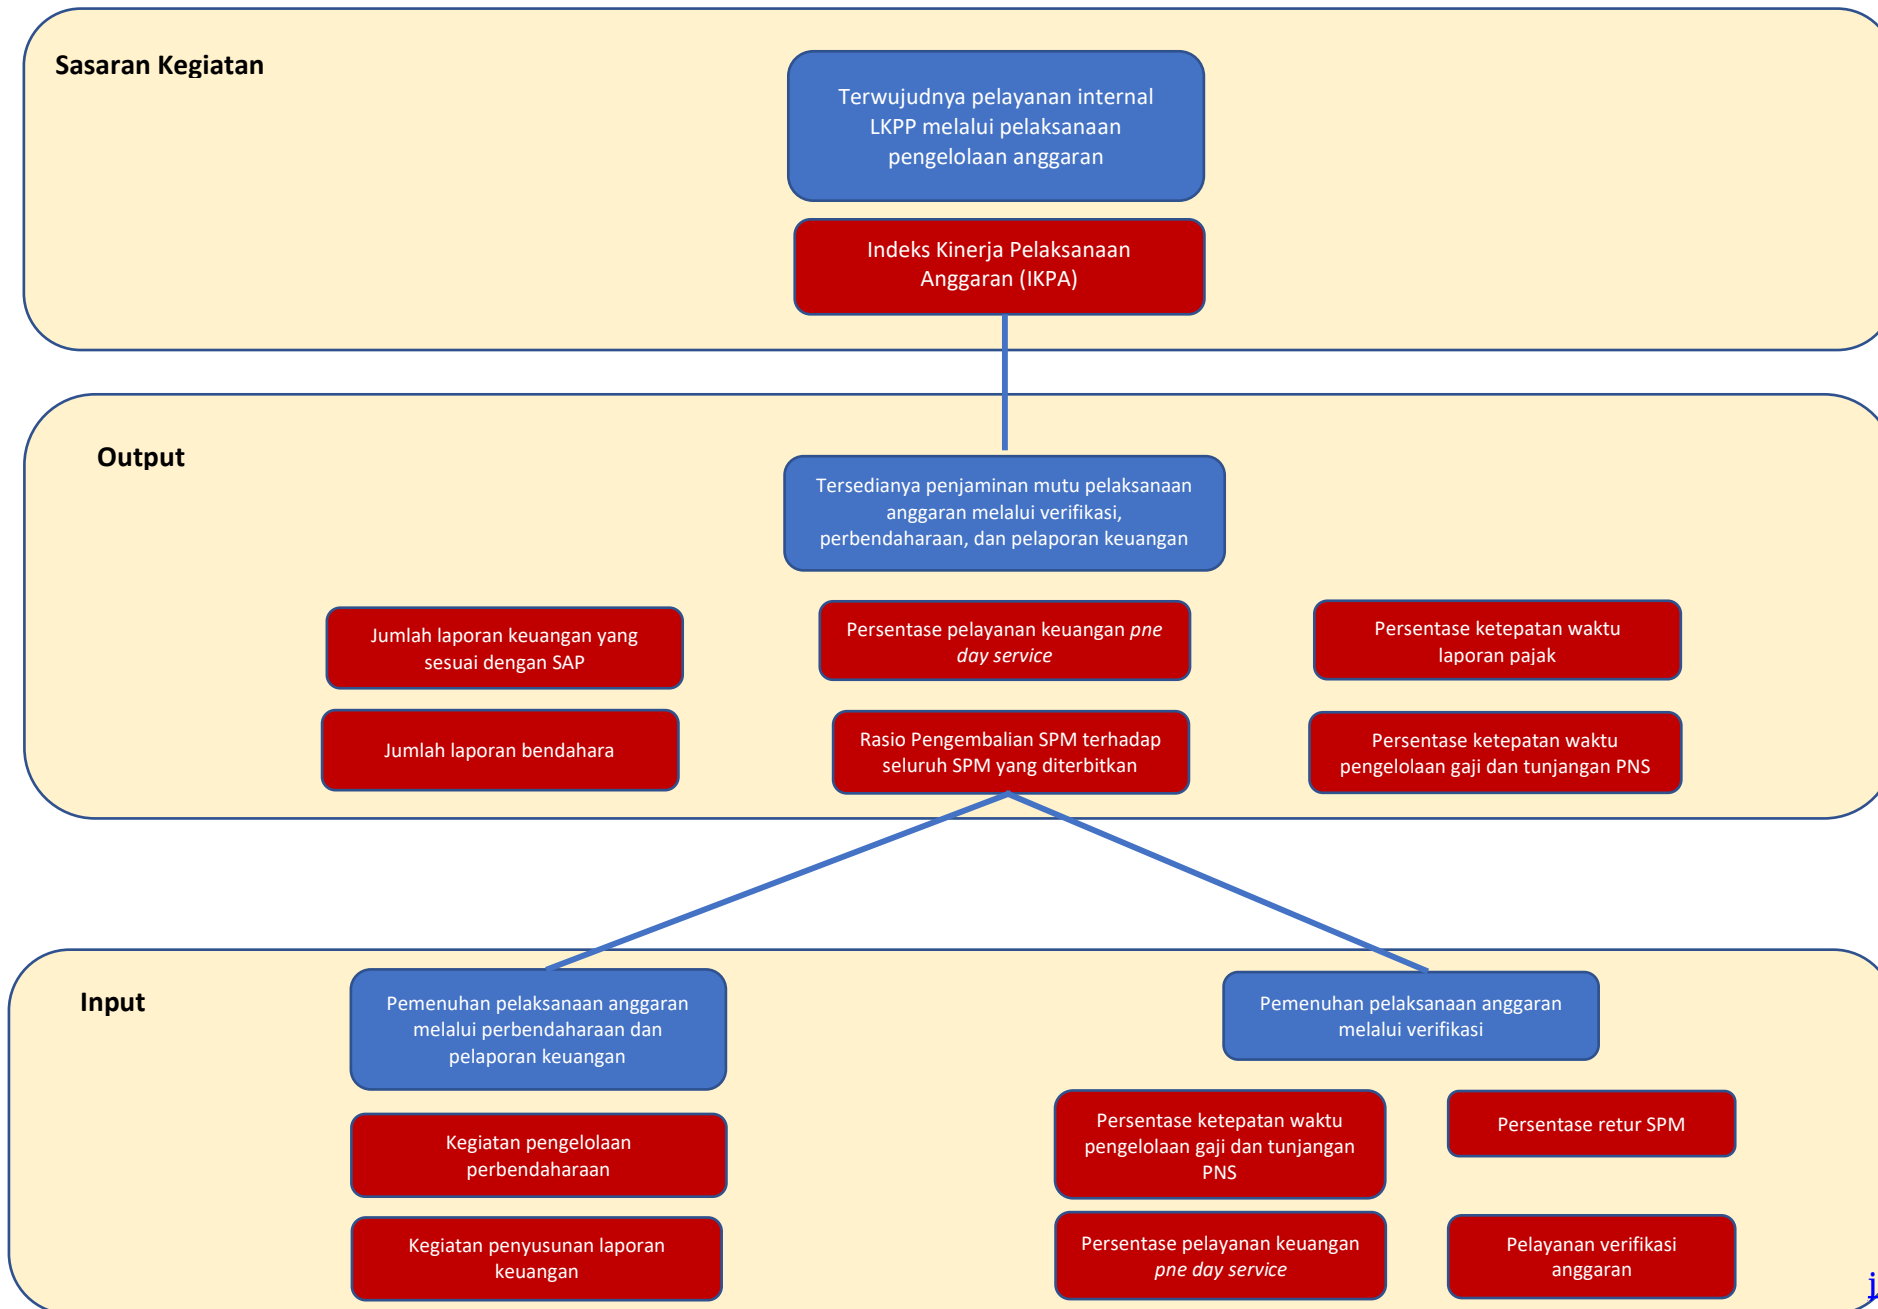 Sasaran Kegiatan
Terwujudnya pelayanan internal
LKPP melalui pelaksanaan
pengelolaan anggaran
Indeks Kinerja Pelaksanaan
Anggaran (IKPA)
Output
Tersedianya penjaminan mutu pelaksanaan
anggaran melalui verifikasi,
perbendaharaan, dan pelaporan keuangan
Jumlah laporan keuangan yang
sesuai dengan SAP
Persentase pelayanan keuangan pne
day service
Persentase ketepatan waktu
laporan pajak
Jumlah laporan bendahara
Rasio Pengembalian SPM terhadap
seluruh SPM yang diterbitkan
Persentase ketepatan waktu
pengelolaan gaji dan tunjangan PNS
Input
Pemenuhan pelaksanaan anggaran
melalui perbendaharaan dan
pelaporan keuangan
Pemenuhan pelaksanaan anggaran
melalui verifikasi
Kegiatan pengelolaan
perbendaharaan
Persentase ketepatan waktu
pengelolaan gaji dan tunjangan
PNS
Persentase retur SPM
Kegiatan penyusunan laporan
keuangan
Persentase pelayanan keuangan
pne day service
Pelayanan verifikasi
anggaran